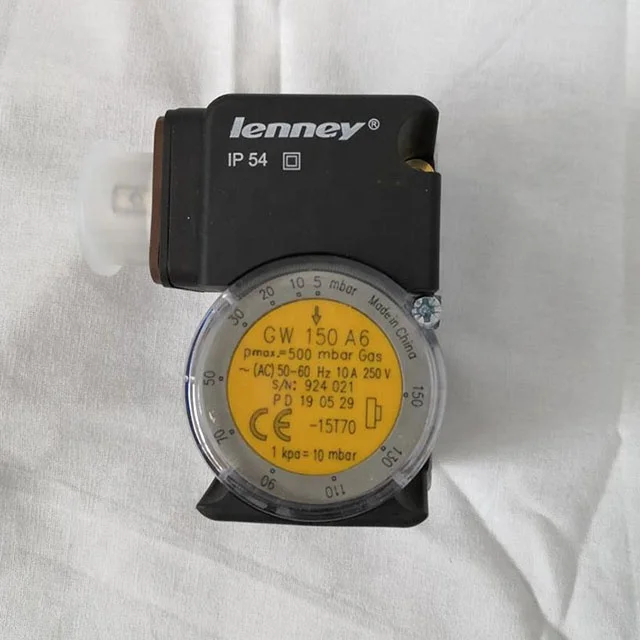 lenney®
IP 54
50 30 20 10 5 mbar Made in China
GW 150 A6
pmax.=500 mbar Gas
~ (AC) 50-60 Hz 10A 250V
S/N: 924 021
PD 19 05 29
CE -15T70
1 kpa = 10 mbar
70 90 110 130 150